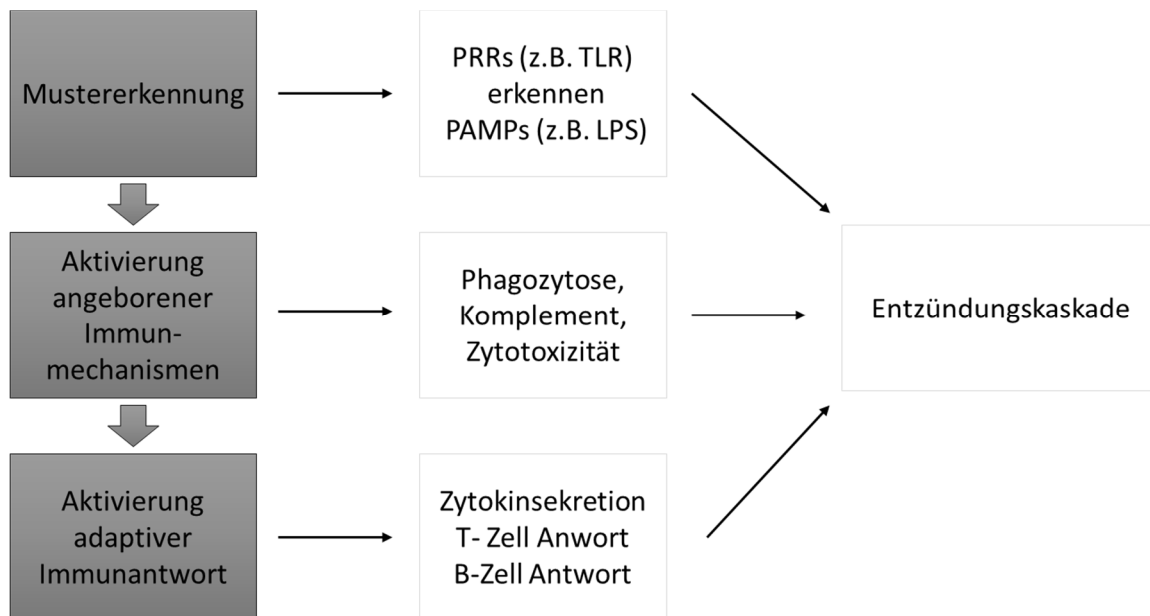 Mustererkennung
PRRs (z.B. TLR)
erkennen
PAMPs (z.B. LPS)
Aktivierung
angeborener
Immun-
mechanismen
Phagozytose,
Komplement,
Zytotoxizität
Entzündungskaskade
Aktivierung
adaptiver
Immunantwort
Zytokinsekretion
T- Zell Anwort
B-Zell Antwort